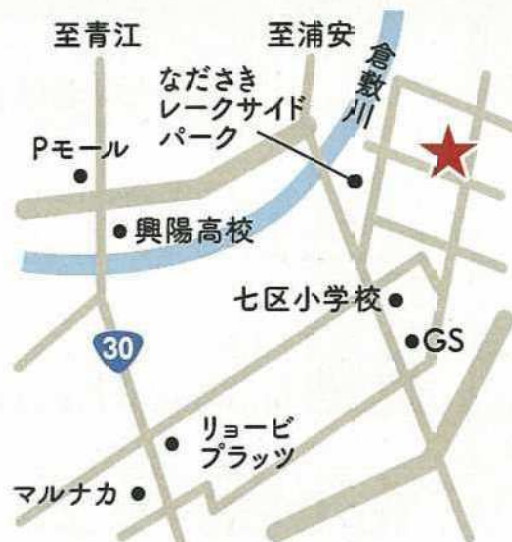 至青江
至浦安
倉敷川
なださき
レークサイド
パーク
Pモール
興陽高校
七区小学校
GS
30
リョービ
プラッツ
マルナカ